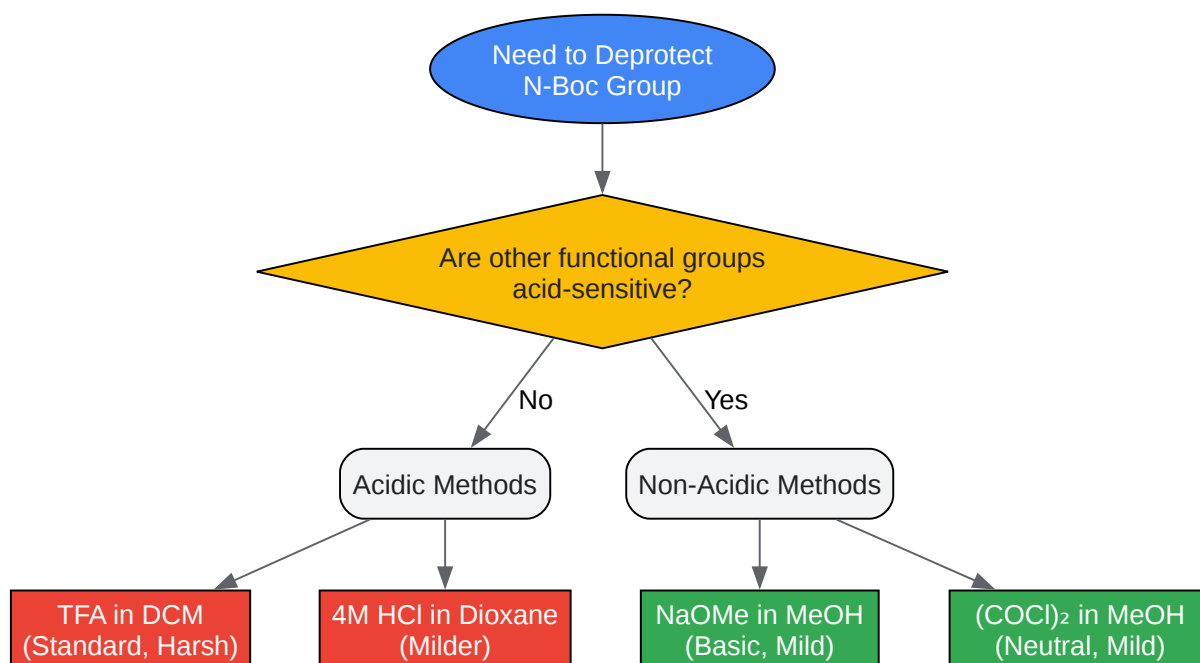 Need to Deprotect
N-Boc Group
Are other functional groups
acid-sensitive?
No
Yes
Acidic Methods
Non-Acidic Methods
TFA in DCM
(Standard, Harsh)
4M HCl in Dioxane
(Milder)
NaOMe in MeOH
(Basic, Mild)
(COCl)₂ in MeOH
(Neutral, Mild)